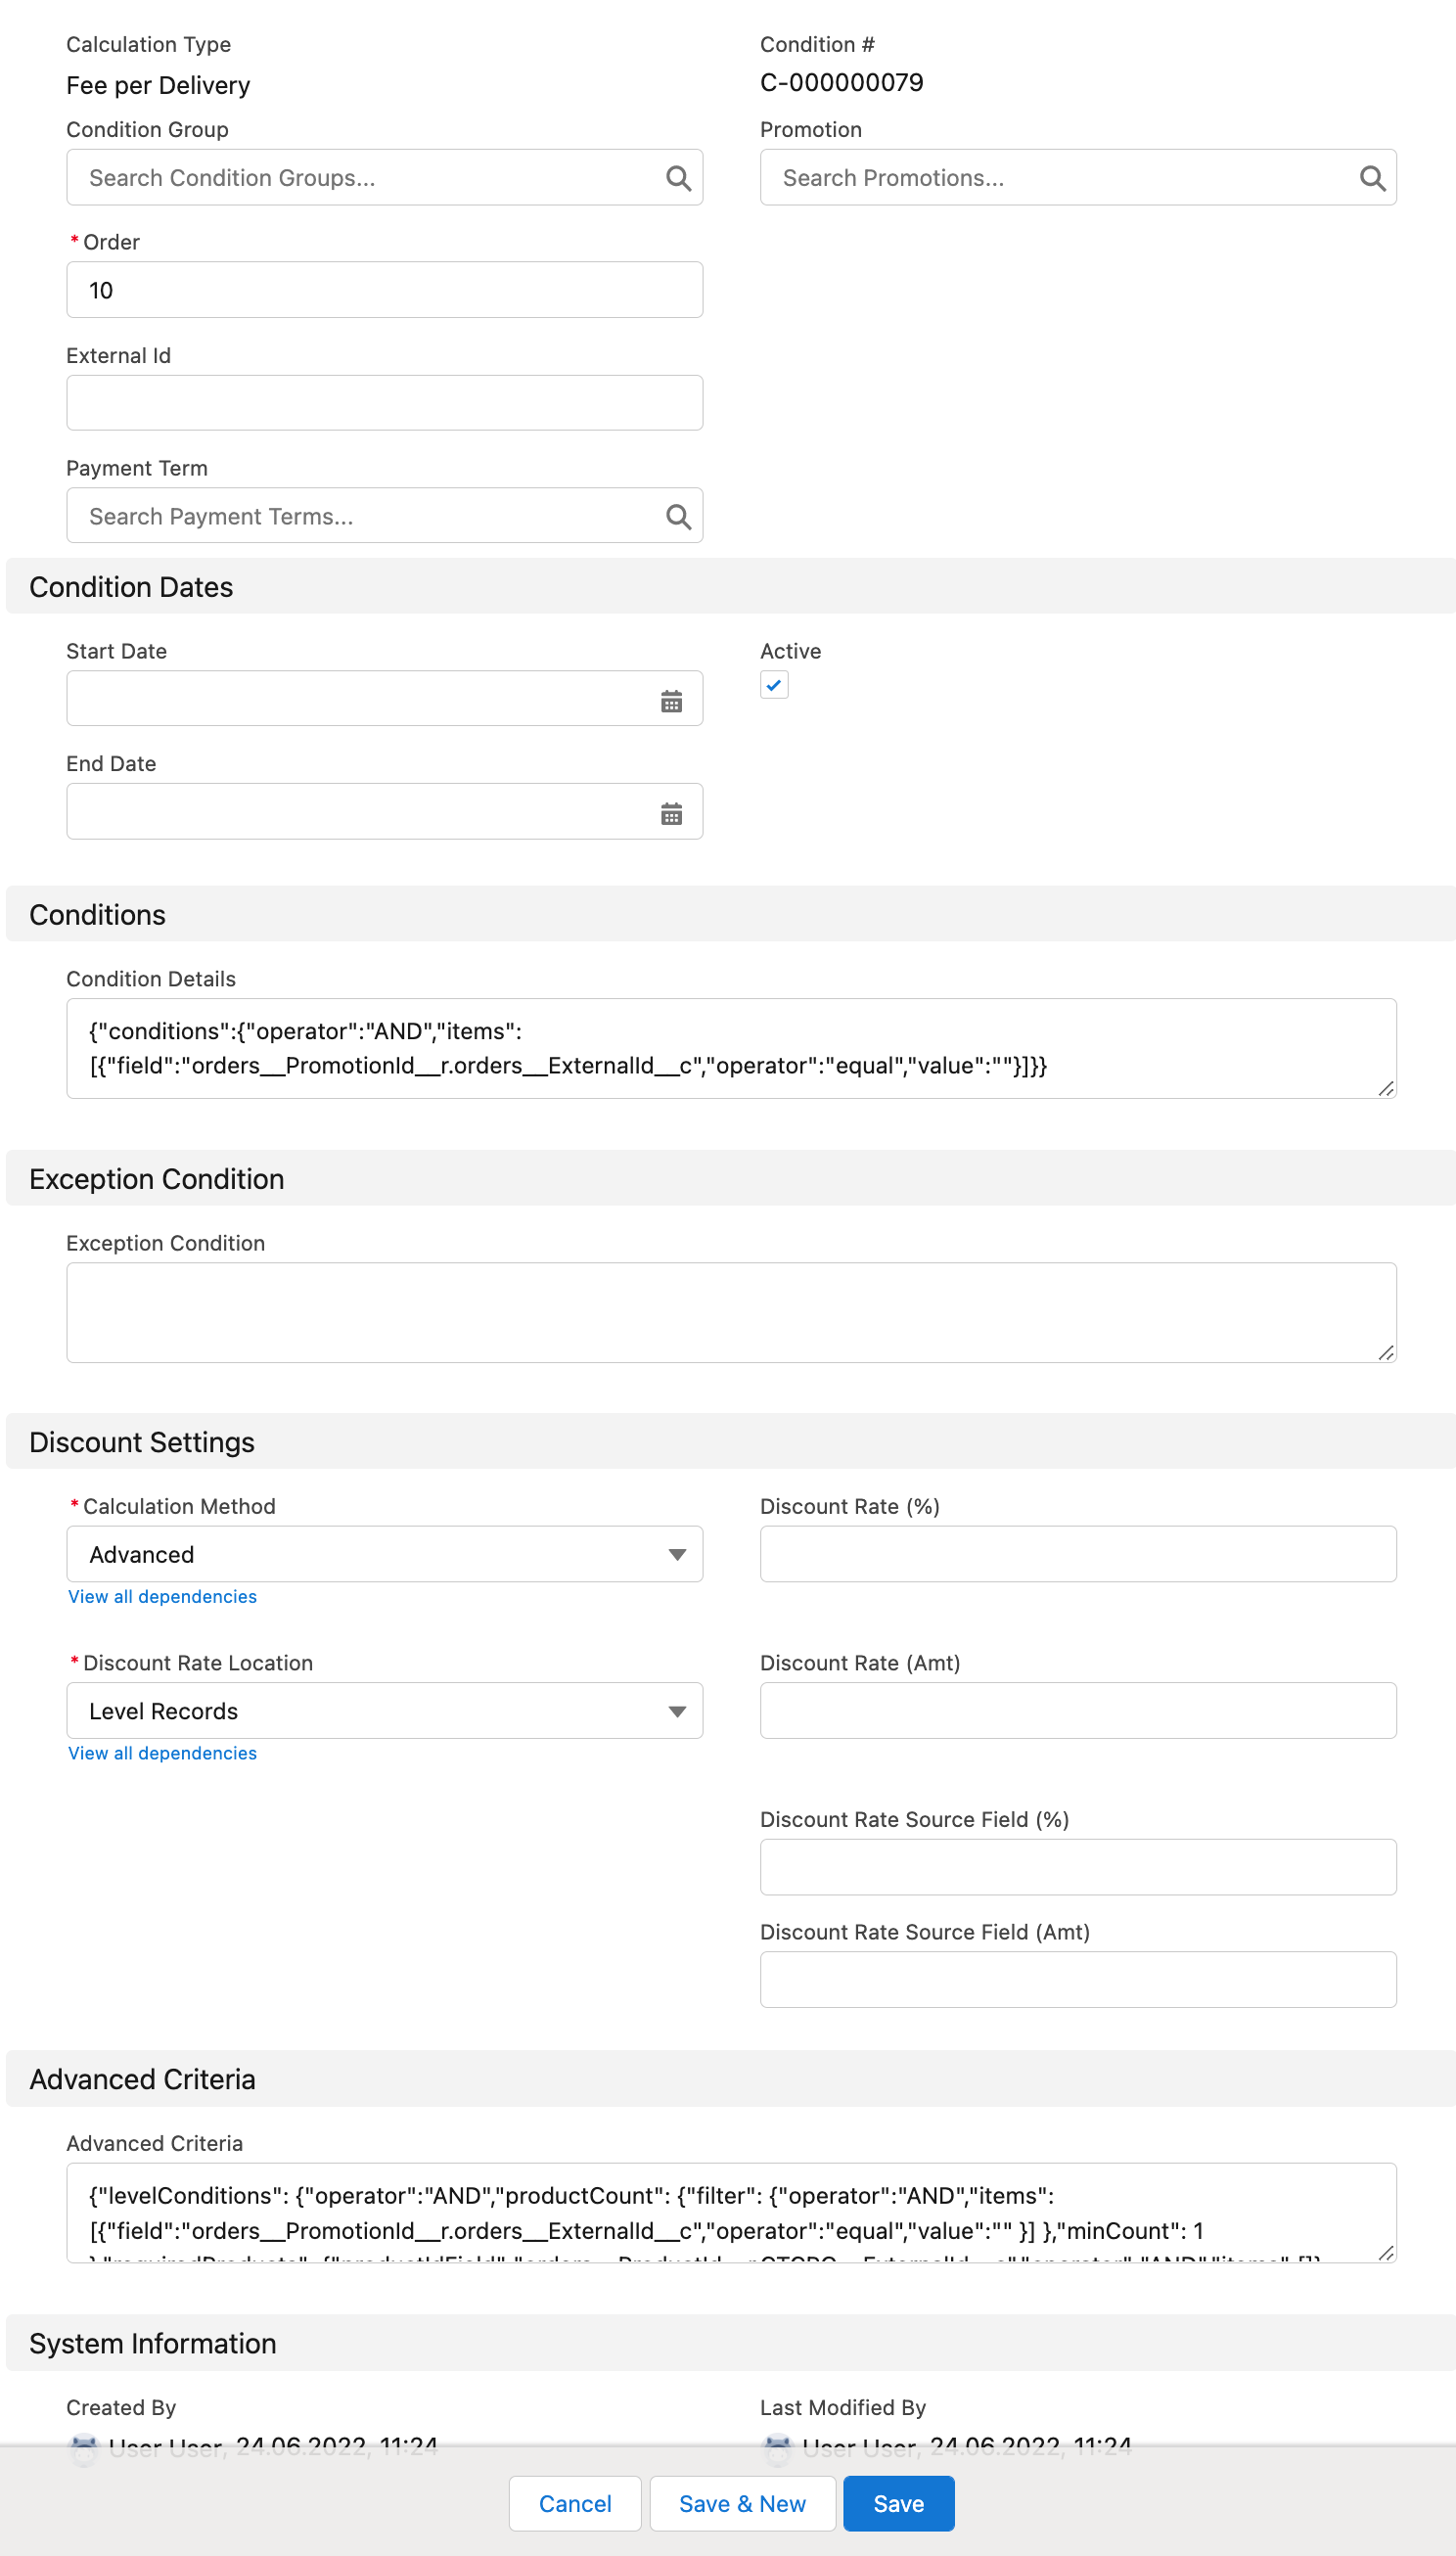 Calculation Type
Condition #
Fee per Delivery
C-000000079
Condition Group
Promotion
Search Condition Groups...
Search Promotions...
* Order
10
External Id
Payment Term
Search Payment Terms...
Condition Dates
Start Date
Active
End Date
Conditions
Condition Details
{"conditions":{"operator":"AND","items":
[{"field":"orders__PromotionId__r.orders__ExternalId__c","operator":"equal","value":""}]}}
Exception Condition
Exception Condition
Discount Settings
* Calculation Method
Discount Rate (%)
Advanced
View all dependencies
* Discount Rate Location
Discount Rate (Amt)
Level Records
View all dependencies
Discount Rate Source Field (%)
Discount Rate Source Field (Amt)
Advanced Criteria
Advanced Criteria
{"levelConditions": {"operator":"AND","productCount": {"filter": {"operator":"AND","items":
[{"field":"orders__PromotionId__r.orders__ExternalId__c","operator":"equal","value":"" }] },"minCount": 1
System Information
Created By
Last Modified By
User User, 24.06.2022, 11:24
User User, 24.06.2022, 11:24
Cancel
Save & New
Save